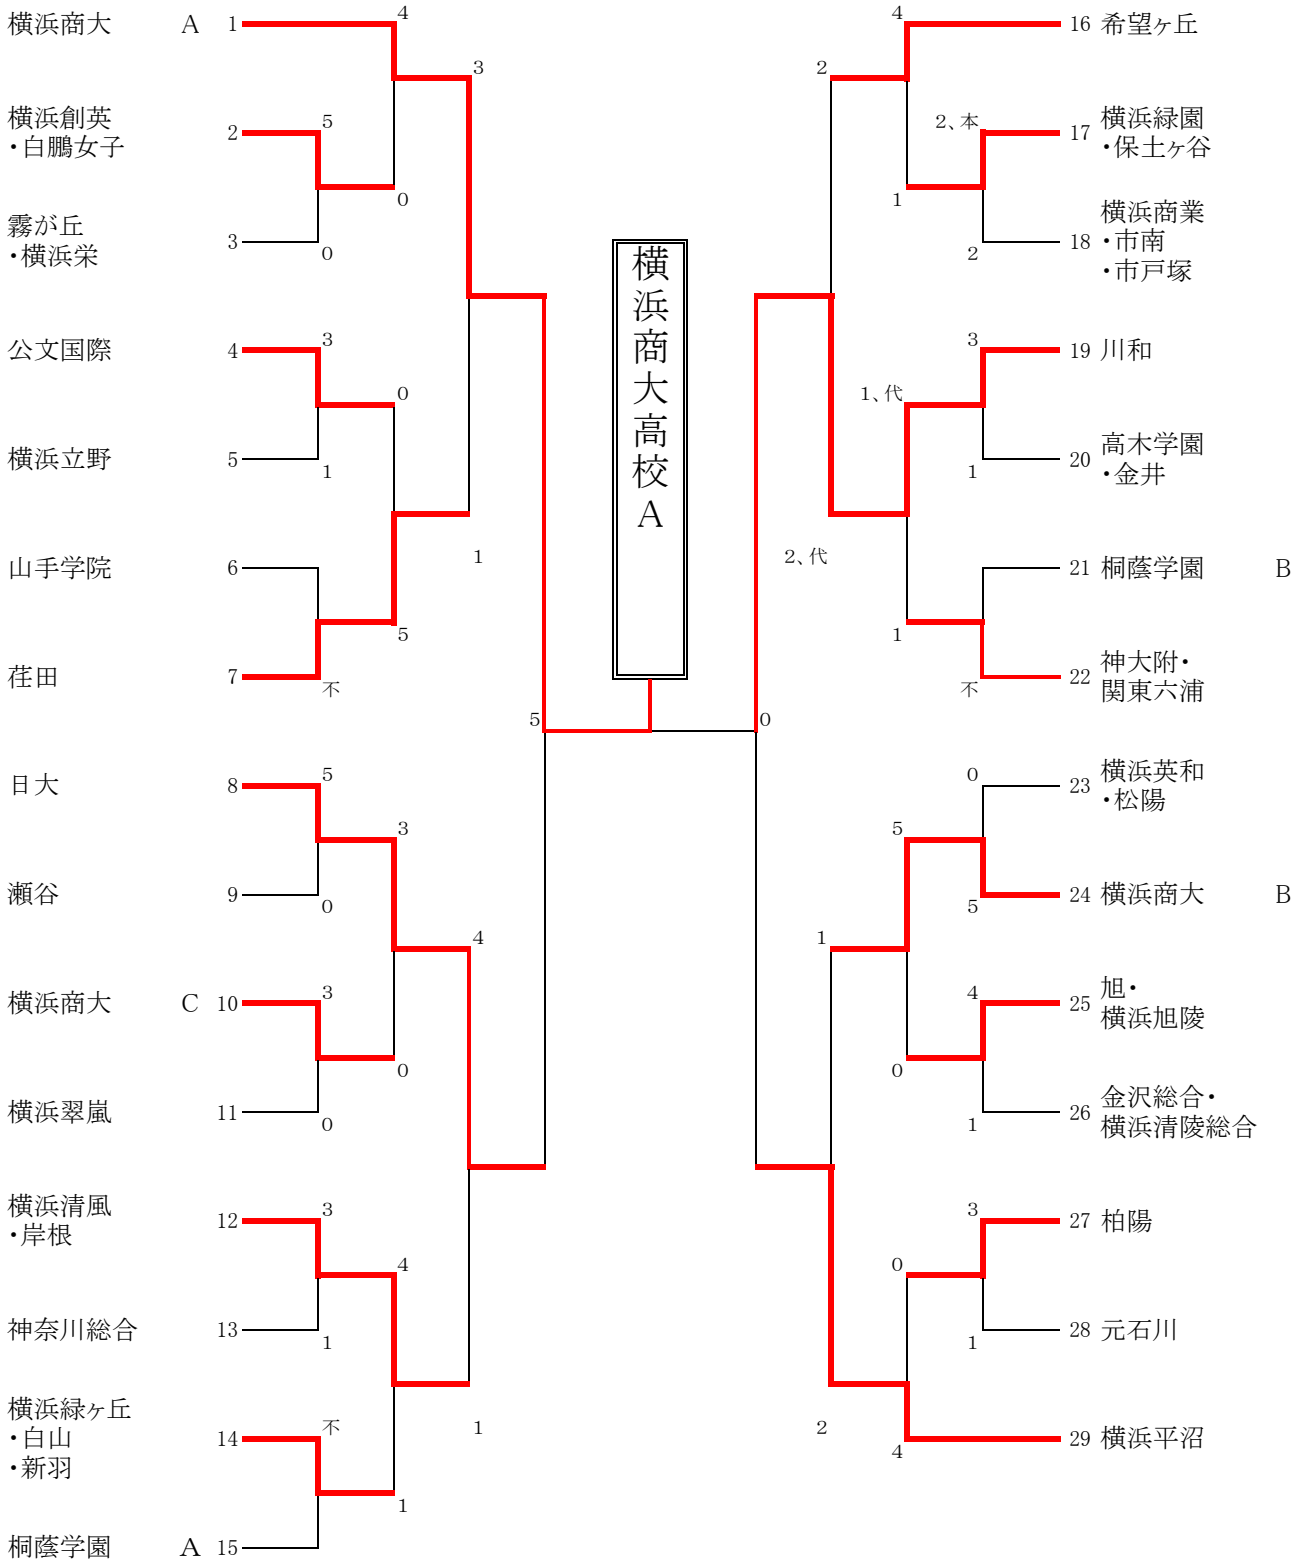 横浜商大 A 1
横浜創英
・白鵬女子 2
霧が丘
・横浜栄 3
公文国際 4
横浜立野 5
山手学院 6
荏田 7
日大 8
瀬谷 9
横浜商大 C 10
横浜翠嵐 11
横浜清風
・岸根 12
神奈川総合 13
横浜緑ヶ丘
・白山
・新羽 14
桐蔭学園 A 15
4
5
0
0
3
0
1
5
不
3
1
5
3
0
3
0
0
4
3
4
1
不
1
1
5
横浜商大高校A
0
2、代
2
4
2、本
1
2
3
1、代
1
1
不
0
5
5
1
4
0
1
3
0
1
2
4
16 希望ヶ丘
17 横浜緑園
・保土ヶ谷
18 横浜商業
・市南
・市戸塚
19 川和
20 高木学園
・金井
21 桐蔭学園 B
22 神大附・
関東六浦
23 横浜英和
・松陽
24 横浜商大 B
25 旭・
横浜旭陵
26 金沢総合・
横浜清陵総合
27 柏陽
28 元石川
29 横浜平沼